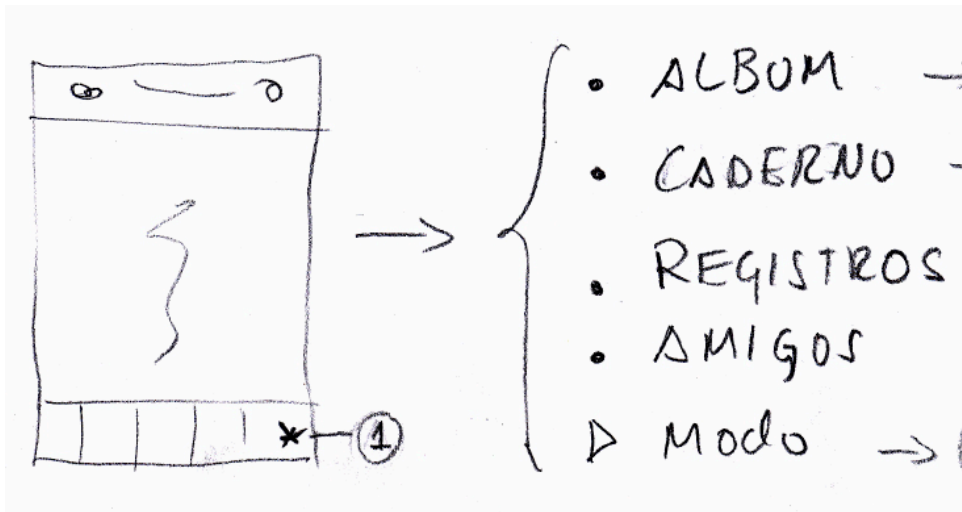 • ALBUM →
• CADERNO →
• REGISTROS
• AMIGOS
▷ Modo →
1